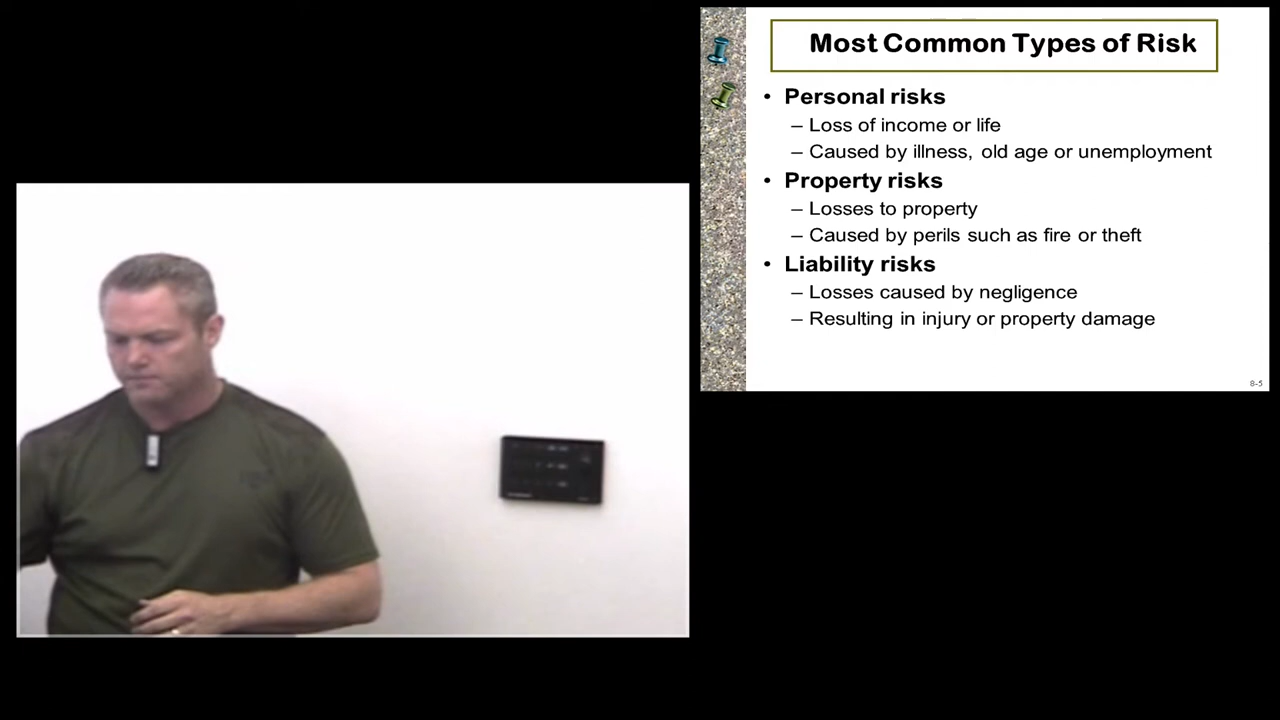 Most Common Types of Risk
• Personal risks
– Loss of income or life
– Caused by illness, old age or unemployment
• Property risks
– Losses to property
– Caused by perils such as fire or theft
• Liability risks
– Losses caused by negligence
– Resulting in injury or property damage
8-5